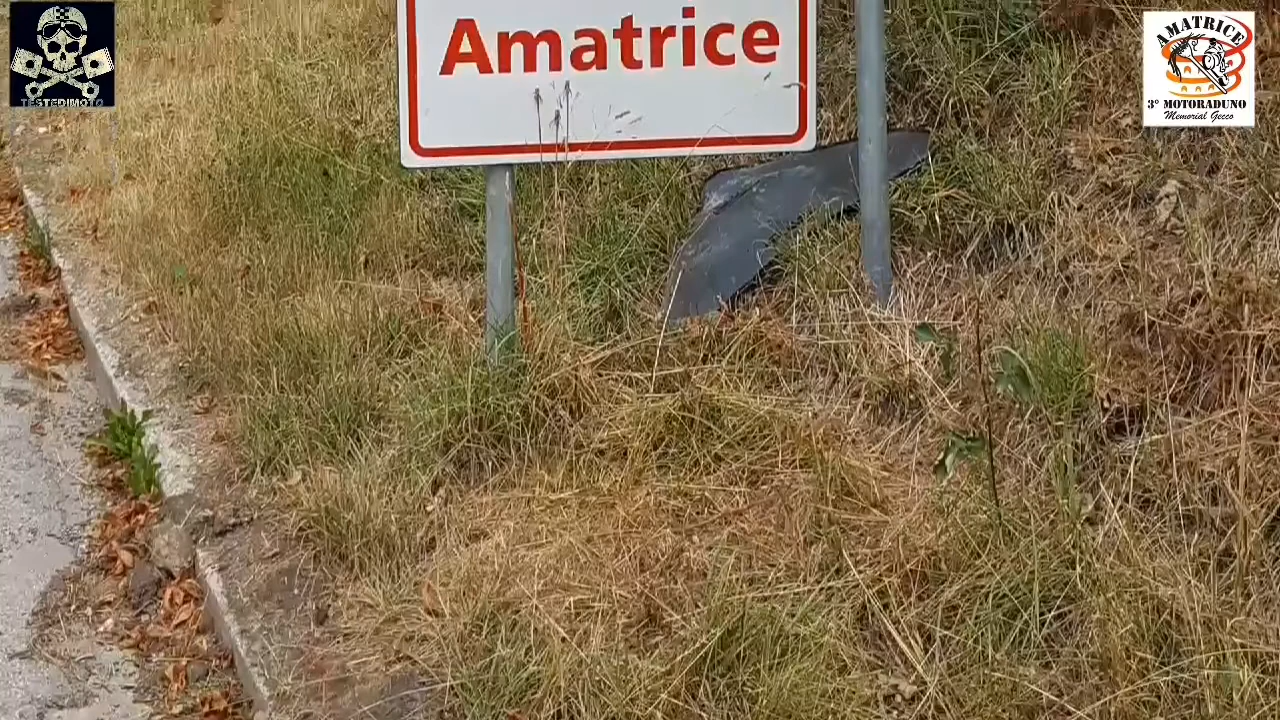 TESTEDIMOTO
Amatrice
AMATRICE
3° MOTORADUNO
Memorial Gecco